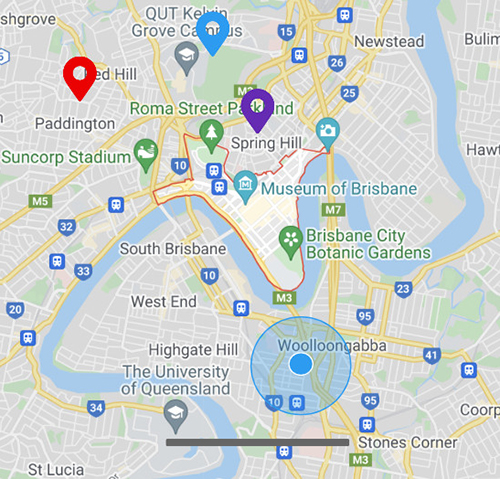 shgrove
QUT Kelvin
Grove Campus
15
Newstead
Bulim
26
25
Red Hill
M3
Roma Street Parkland
Paddington
Spring Hill
Suncorp Stadium
10
Hawt
Museum of Brisbane
M5
32
M7
Brisbane City
Botanic Gardens
33
South Brisbane
10
23
M3
West End
20
95
Woolloongabba
Highgate Hill
41
The University
of Queensland
10
95
34
Coorp
Stones Corner
M3
St Lucia